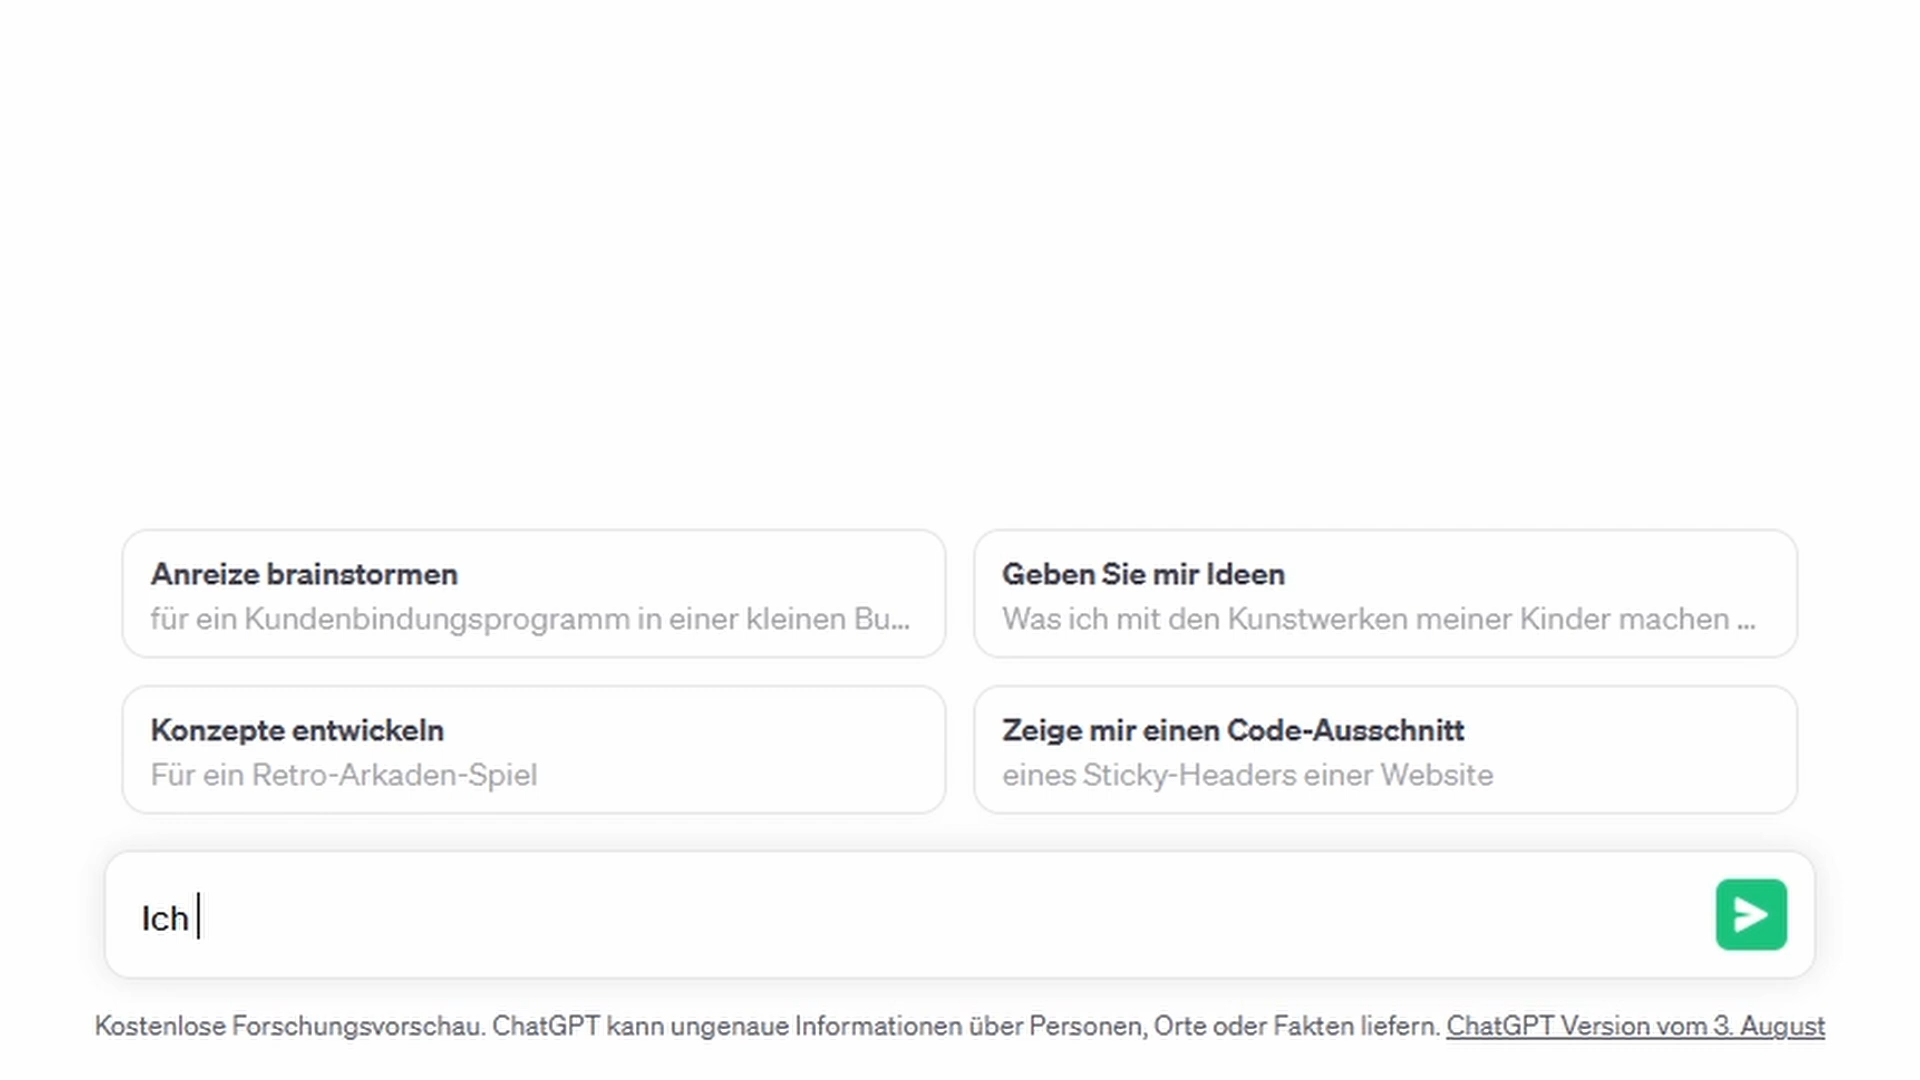 Anreize brainstormen
für ein Kundenbindungsprogramm in einer kleinen Bu...
Geben Sie mir Ideen
Was ich mit den Kunstwerken meiner Kinder machen ...
Konzepte entwickeln
Für ein Retro-Arkaden-Spiel
Zeige mir einen Code-Ausschnitt
eines Sticky-Headers einer Website
Ich
Kostenlose Forschungsvorschau. ChatGPT kann ungenaue Informationen über Personen, Orte oder Fakten liefern. ChatGPT Version vom 3. August